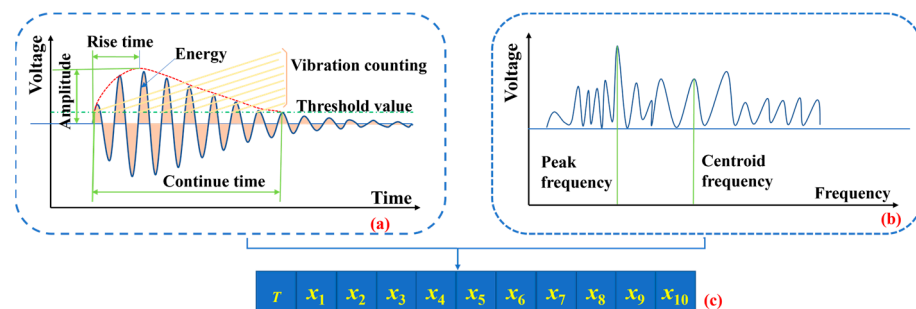 Rise time
Energy
Voltage
Amplitude
Vibration counting
Threshold value
Continue time
Time
(a)
Voltage
Peak
frequency
Centroid
frequency
Frequency
(b)
T x1 x2 x3 x4 x5 x6 x7 x8 x9 x10 (c)